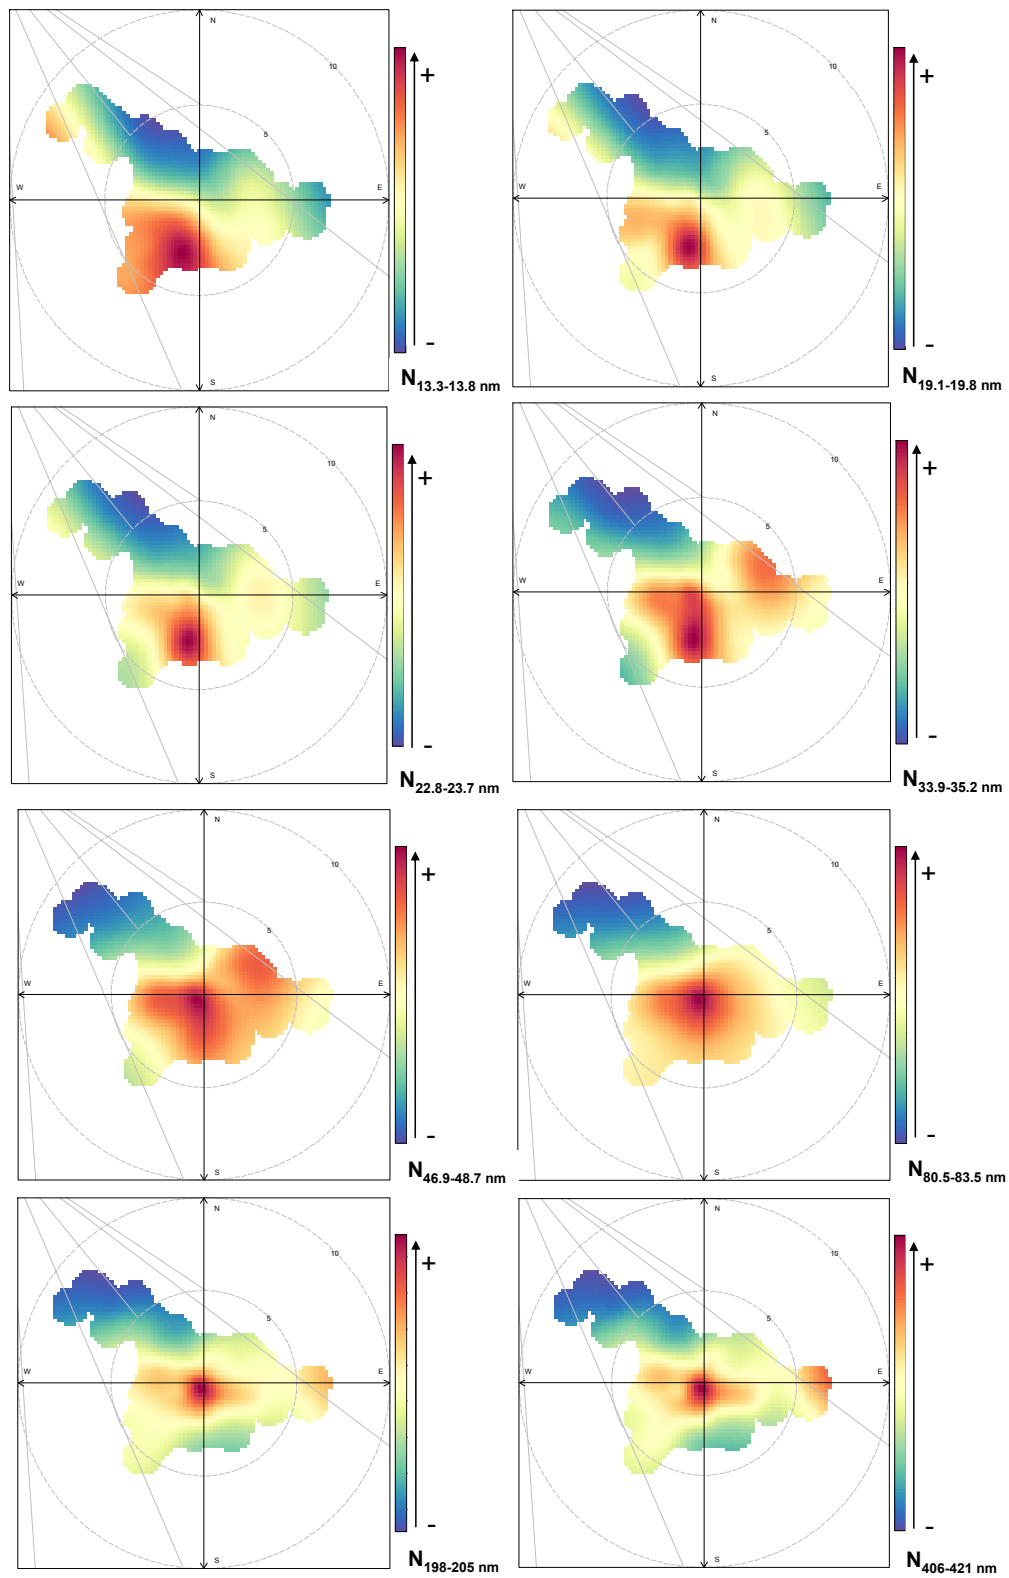 N
10
5
W
E
S
+
-
N13.3-13.8 nm
N
10
5
W
E
S
+
-
N19.1-19.8 nm
N
10
5
W
E
S
+
-
N22.8-23.7 nm
N
10
5
W
E
S
+
-
N33.9-35.2 nm
N
10
5
W
E
S
+
-
N46.9-48.7 nm
N
10
5
W
E
S
+
-
N80.5-83.5 nm
N
10
5
W
E
S
+
-
N198-205 nm
N
10
5
W
E
S
+
-
N406-421 nm